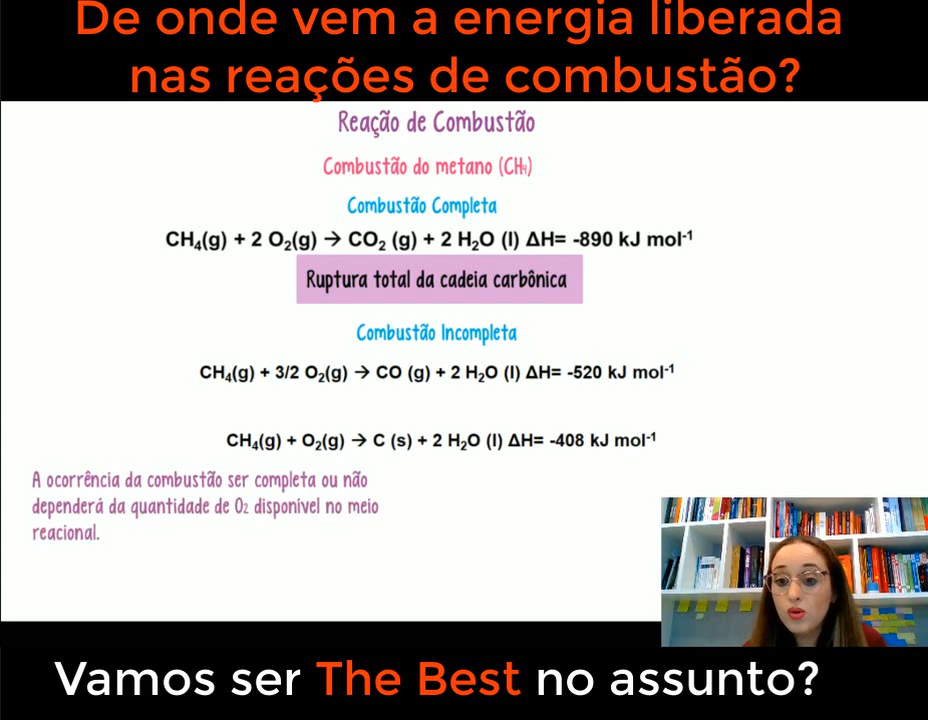 De onde vem a energia liberada
nas reações de combustão?
Reação de Combustão
Combustão do metano (CH₄)
Combustão Completa
CH₄(g) + 2 O₂(g) → CO₂ (g) + 2 H₂O (l) ΔH= -890 kJ mol⁻¹
Ruptura total da cadeia carbônica
Combustão Incompleta
CH₄(g) + 3/2 O₂(g) → CO (g) + 2 H₂O (l) ΔH= -520 kJ mol⁻¹
CH₄(g) + O₂(g) → C (s) + 2 H₂O (l) ΔH= -408 kJ mol⁻¹
A ocorrência da combustão ser completa ou não
dependerá da quantidade de O₂ disponível no meio
reacional.
Vamos ser The Best no assunto?